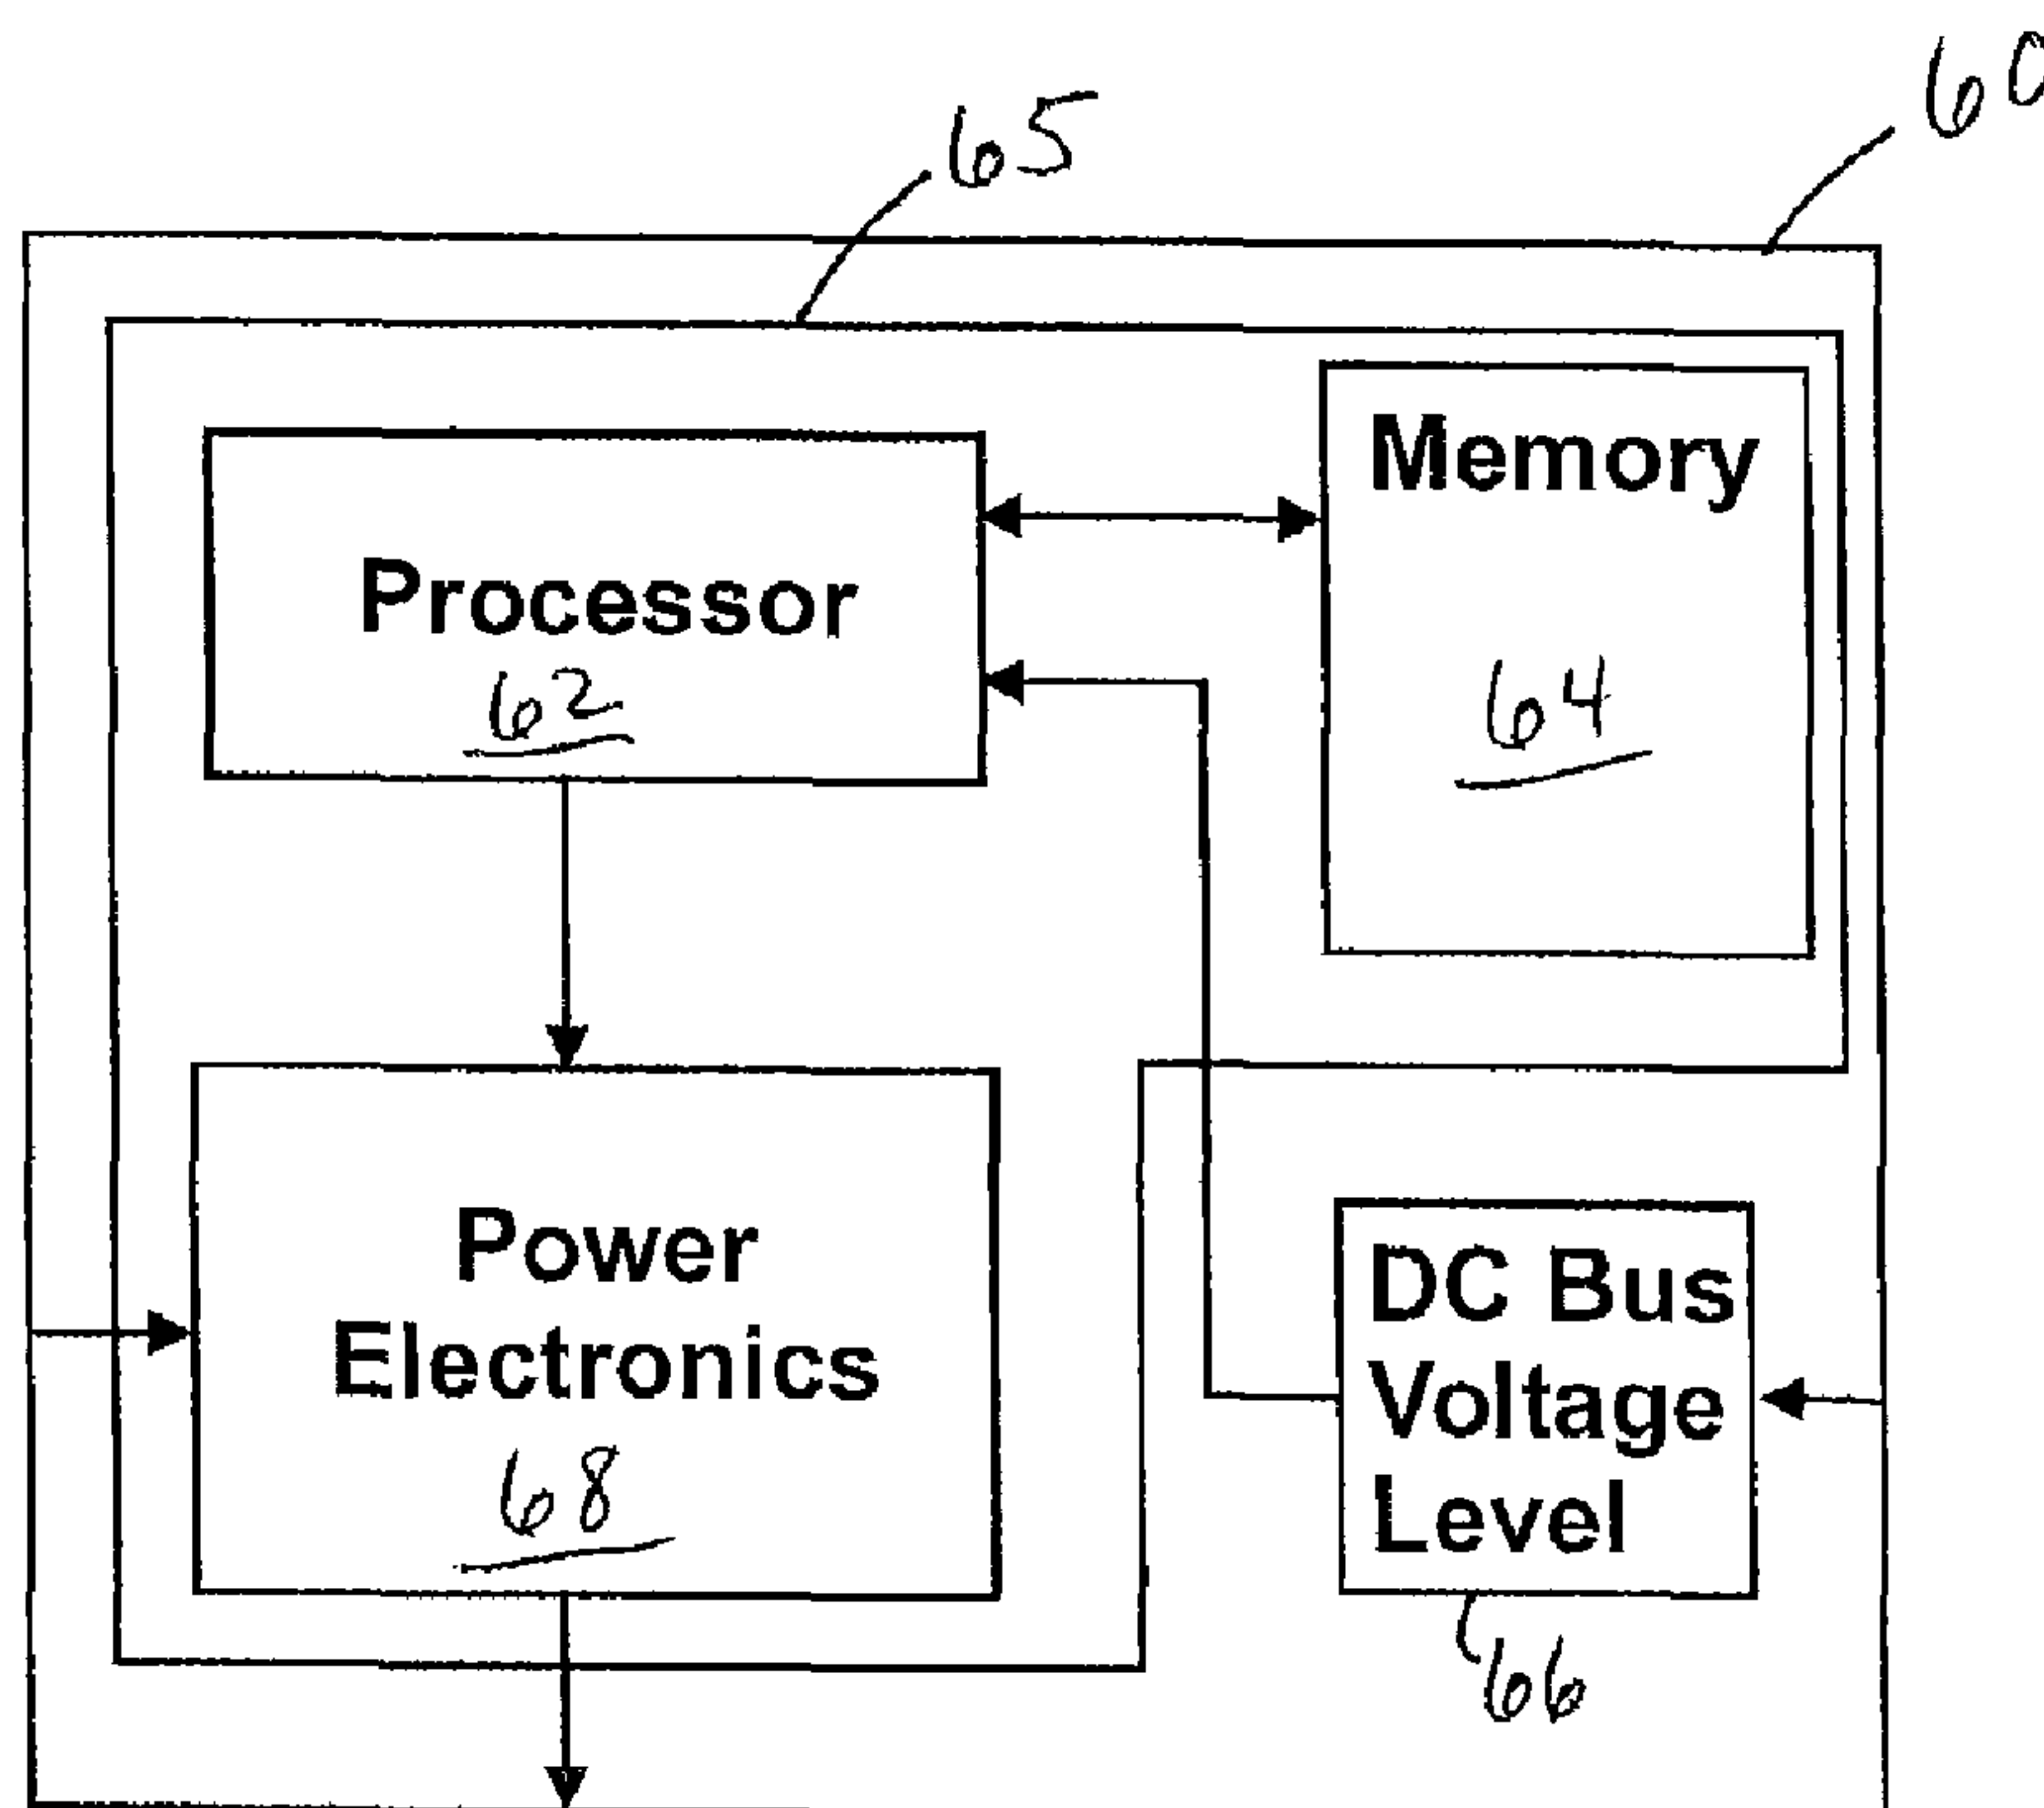 60
65
Memory
64
Processor
62
Power
Electronics
68
DC Bus
Voltage
Level
66